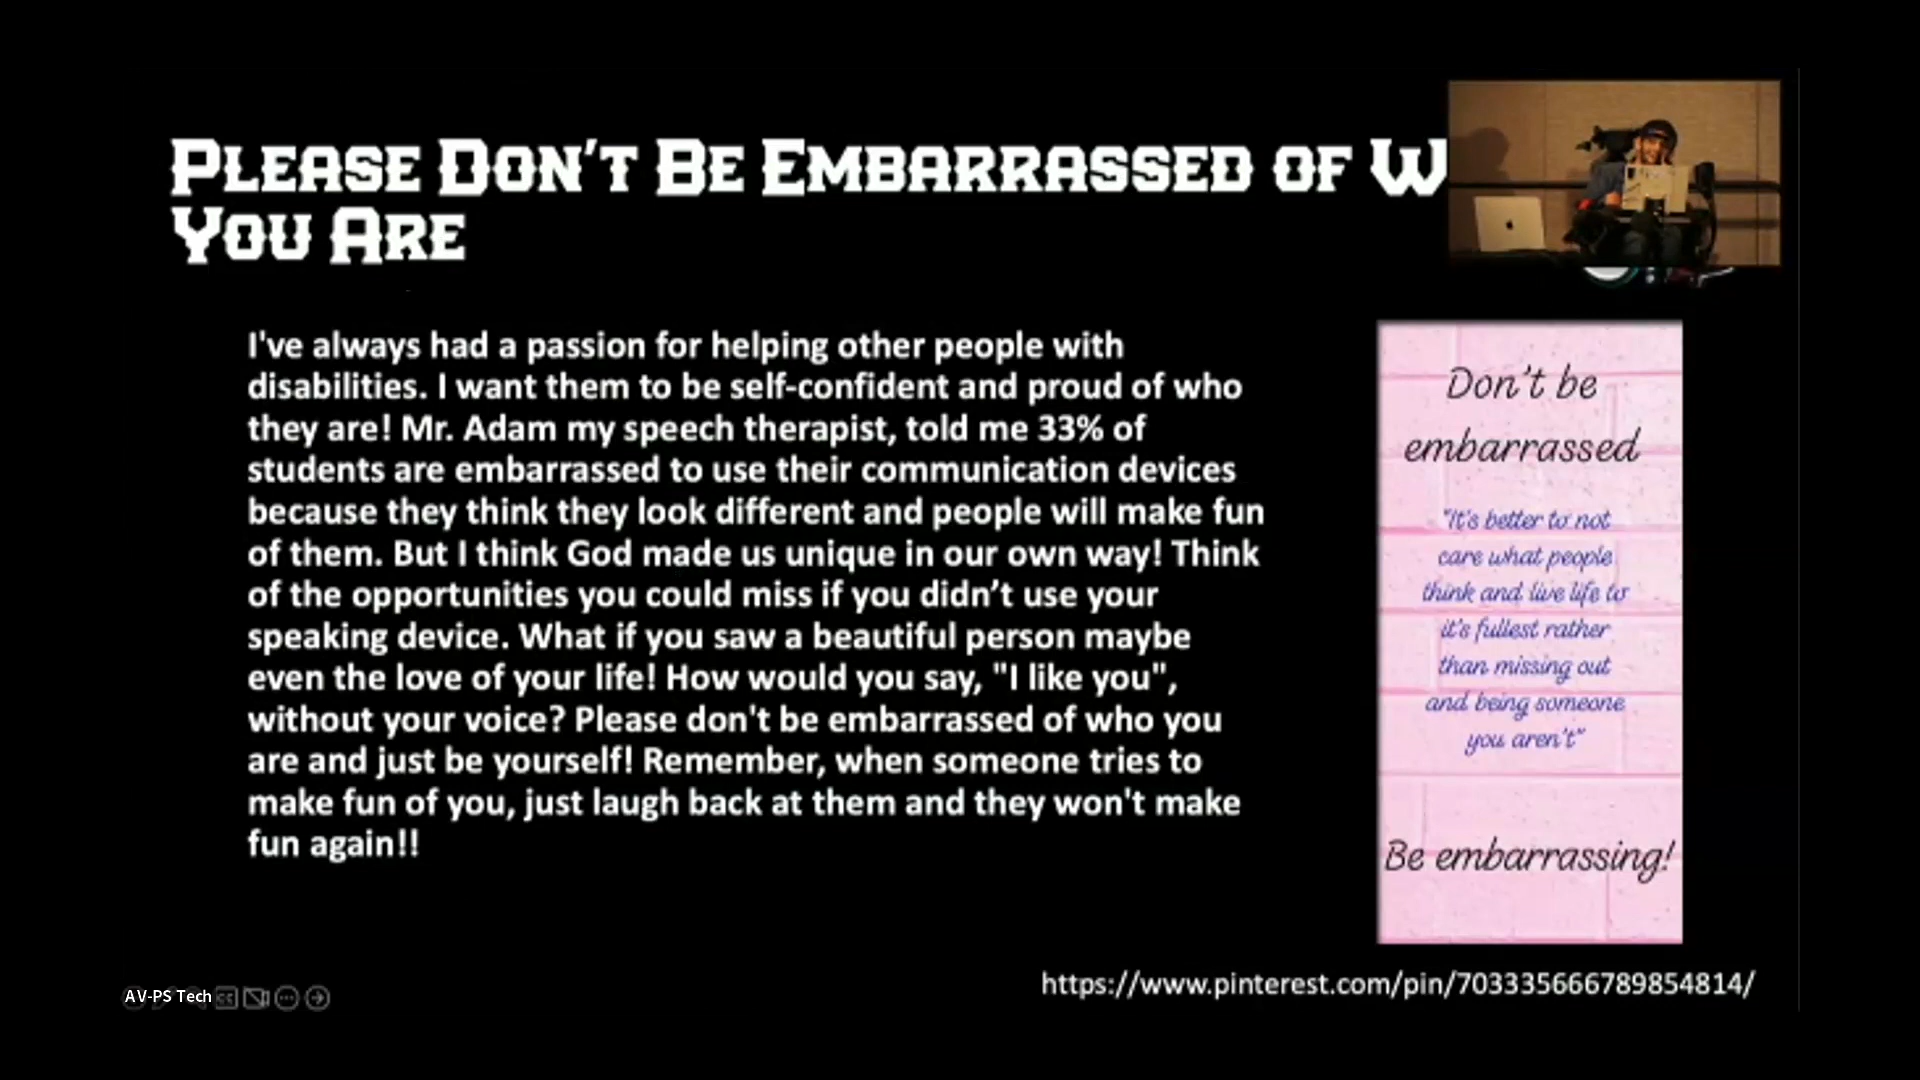 Please Don't Be Embarrassed of W
You Are
I've always had a passion for helping other people with
disabilities. I want them to be self-confident and proud of who
they are! Mr. Adam my speech therapist, told me 33% of
students are embarrassed to use their communication devices
because they think they look different and people will make fun
of them. But I think God made us unique in our own way! Think
of the opportunities you could miss if you didn’t use your
speaking device. What if you saw a beautiful person maybe
even the love of your life! How would you say, "I like you",
without your voice? Please don't be embarrassed of who you
are and just be yourself! Remember, when someone tries to
make fun of you, just laugh back at them and they won't make
fun again!!
Don't be
embarrassed
"It's better to not
care what people
think and live life to
it's fullest rather
than missing out
and being someone
you aren't"
Be embarrassing!
https://www.pinterest.com/pin/703335666789854814/
AV-PS Tech